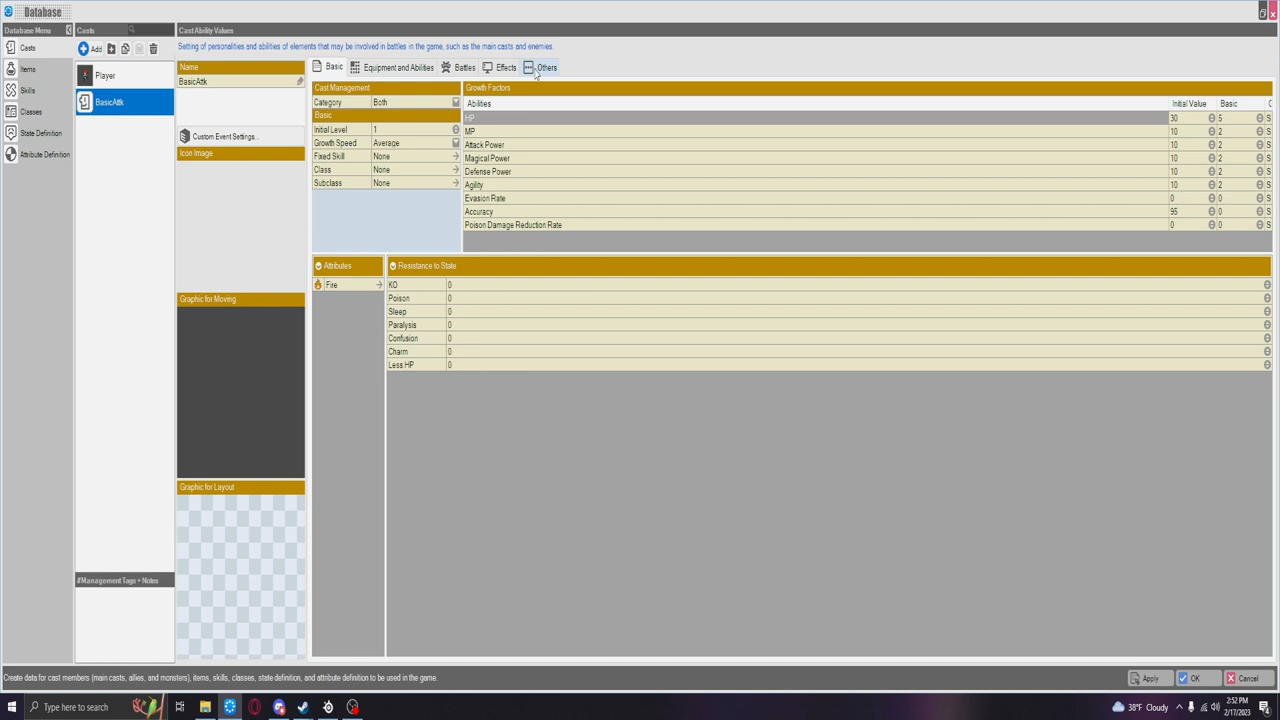 Database
Database Menu
Casts
Cast Ability Values
Casts
Items
Skills
Classes
State Definition
Attribute Definition
Add
Player
BasicAttk
#Management Tags + Notes
Setting of personalities and abilities of elements that may be involved in battles in the game, such as the main casts and enemies.
Name
BasicAttk
Custom Event Settings...
Icon Image
Graphic for Moving
Graphic for Layout
Basic
Equipment and Abilities
Battles
Effects
Others
Cast Management
Category Both
Basic
Initial Level 1
Growth Speed Average
Fixed Skill None
Class None
Subclass None
Growth Factors
Abilities Initial Value Basic
HP 30 5 S
MP 10 2 S
Attack Power 10 2 S
Magical Power 10 2 S
Defense Power 10 2 S
Agility 10 2 S
Evasion Rate 0 0 S
Accuracy 95 0 S
Poison Damage Reduction Rate 0 0 S
Attributes
Fire
Resistance to State
KO 0
Poison 0
Sleep 0
Paralysis 0
Confusion 0
Charm 0
Less HP 0
Create data for cast members (main casts, allies, and monsters), items, skills, classes, state definition, and attribute definition to be used in the game.
Apply
OK
Cancel
Type here to search
38°F Cloudy
2:52 PM
2/17/2023